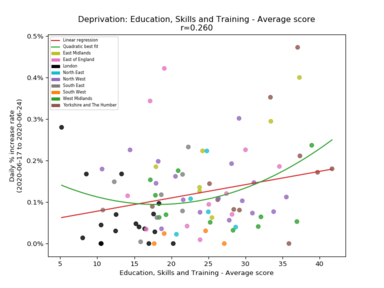 Deprivation: Education, Skills and Training - Average score
r=0.260
0.5%
0.4%
0.3%
0.2%
0.1%
0.0%
Daily % increase rate
(2020-06-17 to 2020-06-24)
Linear regression
Quadratic best fit
East Midlands
East of England
London
North East
North West
South East
South West
West Midlands
Yorkshire and The Humber
5
10
15
20
25
30
35
40
Education, Skills and Training - Average score